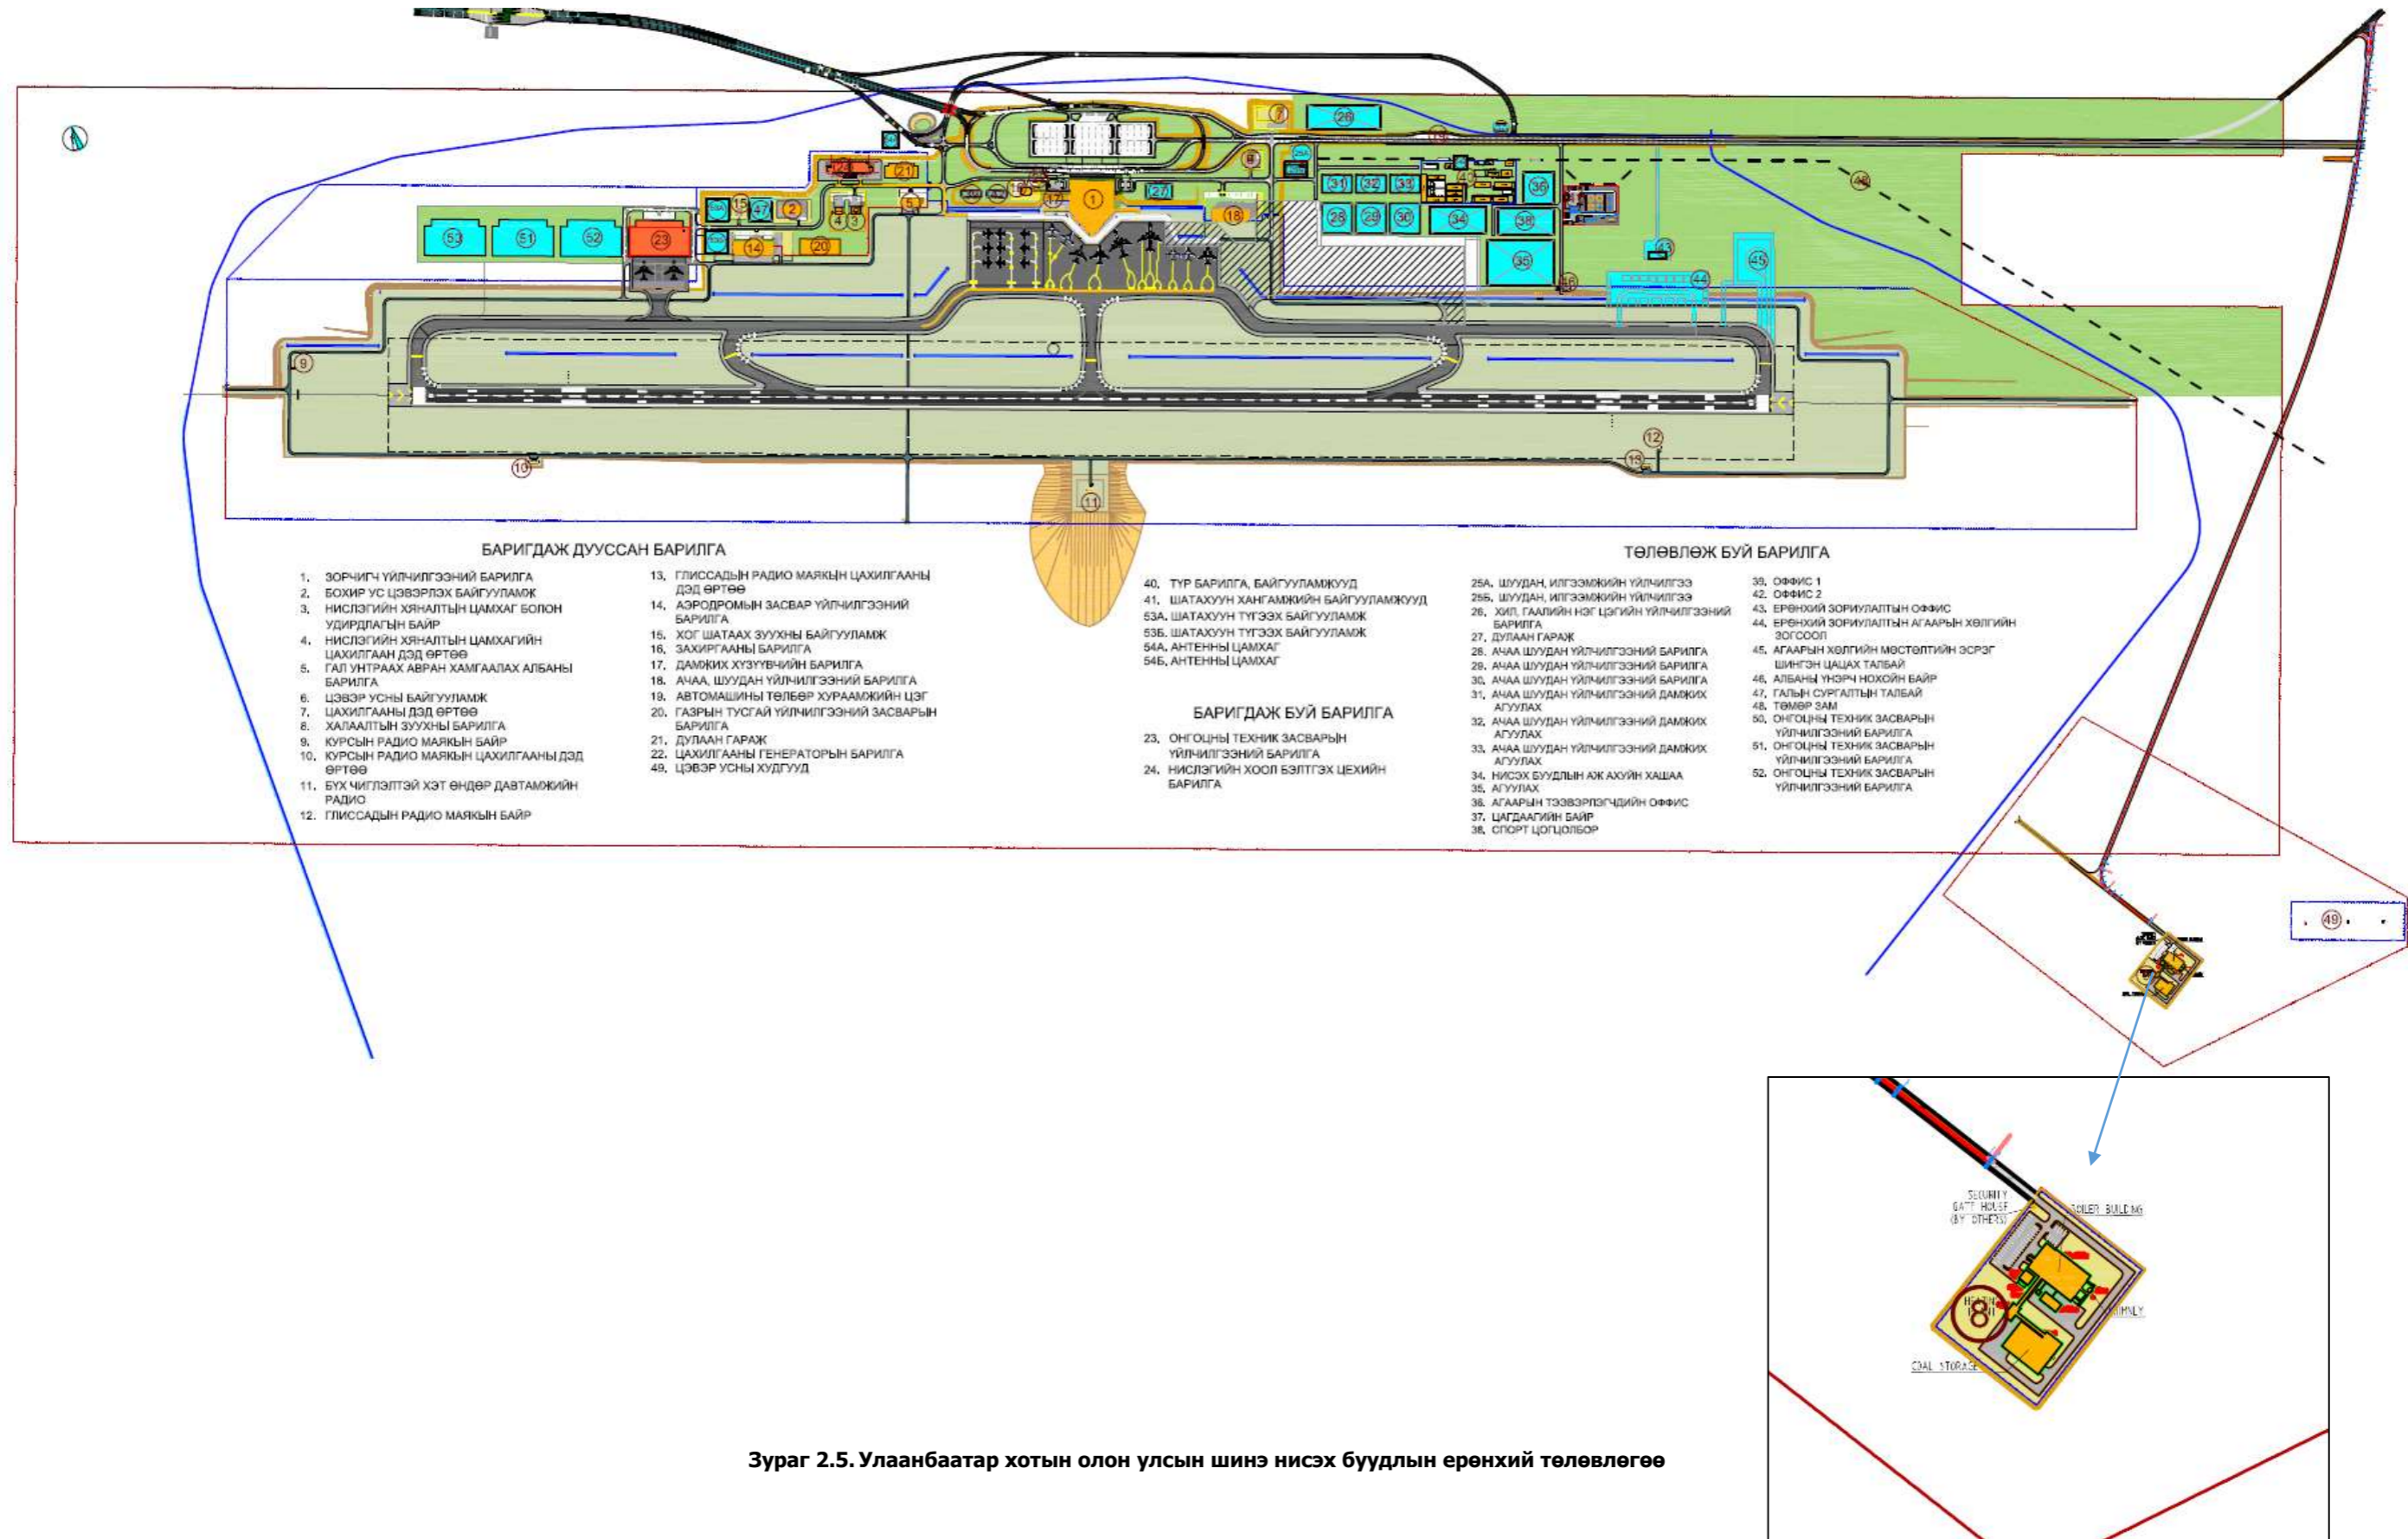 БАРИГДАЖ ДУУССАН БАРИЛГА
1. ЗОРЧИГЧ ҮЙЛЧИЛГЭЭНИЙ БАРИЛГА
2. БОХИР УС ЦЭВЭРЛЭХ БАЙГУУЛАМЖ
3. НИСЛЭГИЙН ХЯНАЛТЫН ЦАМХАГ БОЛОН
УДИРДЛАГЫН БАЙР
4. НИСЛЭГИЙН ХЯНАЛТЫН ЦАМХАГИЙН
ЦАХИЛГААН ДЭД ӨРТӨӨ
5. ГАЛ УНТРААХ АВРАН ХАМГААЛАХ АЛБАНЫ
БАРИЛГА
6. ЦЭВЭР УСНЫ БАЙГУУЛАМЖ
7. ЦАХИЛГААНЫ ДЭД ӨРТӨӨ
8. ХАЛААЛТЫН ЗУУХНЫ БАРИЛГА
9. КУРСЫН РАДИО МАЯКЫН БАЙР
10. КУРСЫН РАДИО МАЯКЫН ЦАХИЛГААНЫ ДЭД
ӨРТӨӨ
11. БҮХ ЧИГЛЭЛТЭЙ ХЭТ ӨНДӨР ДАВТАМЖИЙН
РАДИО
12. ГЛИССАДЫН РАДИО МАЯКЫН БАЙР
13. ГЛИССАДЫН РАДИО МАЯКЫН ЦАХИЛГААНЫ
ДЭД ӨРТӨӨ
14. АЭРОДРОМЫН ЗАСВАР ҮЙЛЧИЛГЭЭНИЙ
БАРИЛГА
15. ХОГ ШАТААХ ЗУУХНЫ БАЙГУУЛАМЖ
16. ЗАХИРГААНЫ БАРИЛГА
17. ДАМЖИХ ХҮЗҮҮВЧИЙН БАРИЛГА
18. АЧАА, ШУУДАН ҮЙЛЧИЛГЭЭНИЙ БАРИЛГА
19. АВТОМАШИНЫ ТӨЛБӨР ХУРААМЖИЙН ЦЭГ
20. ГАЗРЫН ТУСГАЙ ҮЙЛЧИЛГЭЭНИЙ ЗАСВАРЫН
БАРИЛГА
21. ДУЛААН ГАРАЖ
22. ЦАХИЛГААНЫ ГЕНЕРАТОРЫН БАРИЛГА
49. ЦЭВЭР УСНЫ ХУДГУУД
40. ТҮР БАРИЛГА, БАЙГУУЛАМЖУУД
41. ШАТАХУУН ХАНГАМЖИЙН БАЙГУУЛАМЖУУД
53А. ШАТАХУУН ТҮГЭЭХ БАЙГУУЛАМЖ
53Б. ШАТАХУУН ТҮГЭЭХ БАЙГУУЛАМЖ
54А. АНТЕННЫ ЦАМХАГ
54Б. АНТЕННЫ ЦАМХАГ
БАРИГДАЖ БУЙ БАРИЛГА
23. ОНГОЦНЫ ТЕХНИК ЗАСВАРЫН
ҮЙЛЧИЛГЭЭНИЙ БАРИЛГА
24. НИСЛЭГИЙН ХООЛ БЭЛТГЭХ ЦЕХИЙН
БАРИЛГА
ТӨЛӨВЛӨЖ БУЙ БАРИЛГА
25А. ШУУДАН, ИЛГЭЭМЖИЙН ҮЙЛЧИЛГЭЭ
25Б. ШУУДАН, ИЛГЭЭМЖИЙН ҮЙЛЧИЛГЭЭ
26. ХИЛ, ГААЛИЙН НЭГ ЦЭГИЙН ҮЙЛЧИЛГЭЭНИЙ
БАРИЛГА
27. ДУЛААН ГАРАЖ
28. АЧАА ШУУДАН ҮЙЛЧИЛГЭЭНИЙ БАРИЛГА
29. АЧАА ШУУДАН ҮЙЛЧИЛГЭЭНИЙ БАРИЛГА
30. АЧАА ШУУДАН ҮЙЛЧИЛГЭЭНИЙ БАРИЛГА
31. АЧАА ШУУДАН ҮЙЛЧИЛГЭЭНИЙ ДАМЖИХ
АГУУЛАХ
32. АЧАА ШУУДАН ҮЙЛЧИЛГЭЭНИЙ ДАМЖИХ
АГУУЛАХ
33. АЧАА ШУУДАН ҮЙЛЧИЛГЭЭНИЙ ДАМЖИХ
АГУУЛАХ
34. НИСЭХ БУУДЛЫН АЖ АХУЙН ХАШАА
35. АГУУЛАХ
36. АГААРЫН ТЭЭВЭРЛЭГЧДИЙН ОФФИС
37. ЦАГДААГИЙН БАЙР
38. СПОРТ ЦОГЦОЛБОР
39. ОФФИС 1
42. ОФФИС 2
43. ЕРӨНХИЙ ЗОРИУЛАЛТЫН ОФФИС
44. ЕРӨНХИЙ ЗОРИУЛАЛТЫН АГААРЫН ХӨЛГИЙН
ЗОГСООЛ
45. АГААРЫН ХӨЛГИЙН МӨСТӨЛТИЙН ЭСРЭГ
ШИНГЭН ЦАЦАХ ТАЛБАЙ
46. АЛБАНЫ ҮНЭРЧ НОХОЙН БАЙР
47. ГАЛЫН СУРГАЛТЫН ТАЛБАЙ
48. ТӨМӨР ЗАМ
50. ОНГОЦНЫ ТЕХНИК ЗАСВАРЫН
ҮЙЛЧИЛГЭЭНИЙ БАРИЛГА
51. ОНГОЦНЫ ТЕХНИК ЗАСВАРЫН
ҮЙЛЧИЛГЭЭНИЙ БАРИЛГА
52. ОНГОЦНЫ ТЕХНИК ЗАСВАРЫН
ҮЙЛЧИЛГЭЭНИЙ БАРИЛГА
49
SECURITY
GATE HOUSE
(BY OTHERS)
BOILER BUILDING
8
COAL STORAGE
Зураг 2.5. Улаанбаатар хотын олон улсын шинэ нисэх буудлын ерөнхий төлөвлөгөө